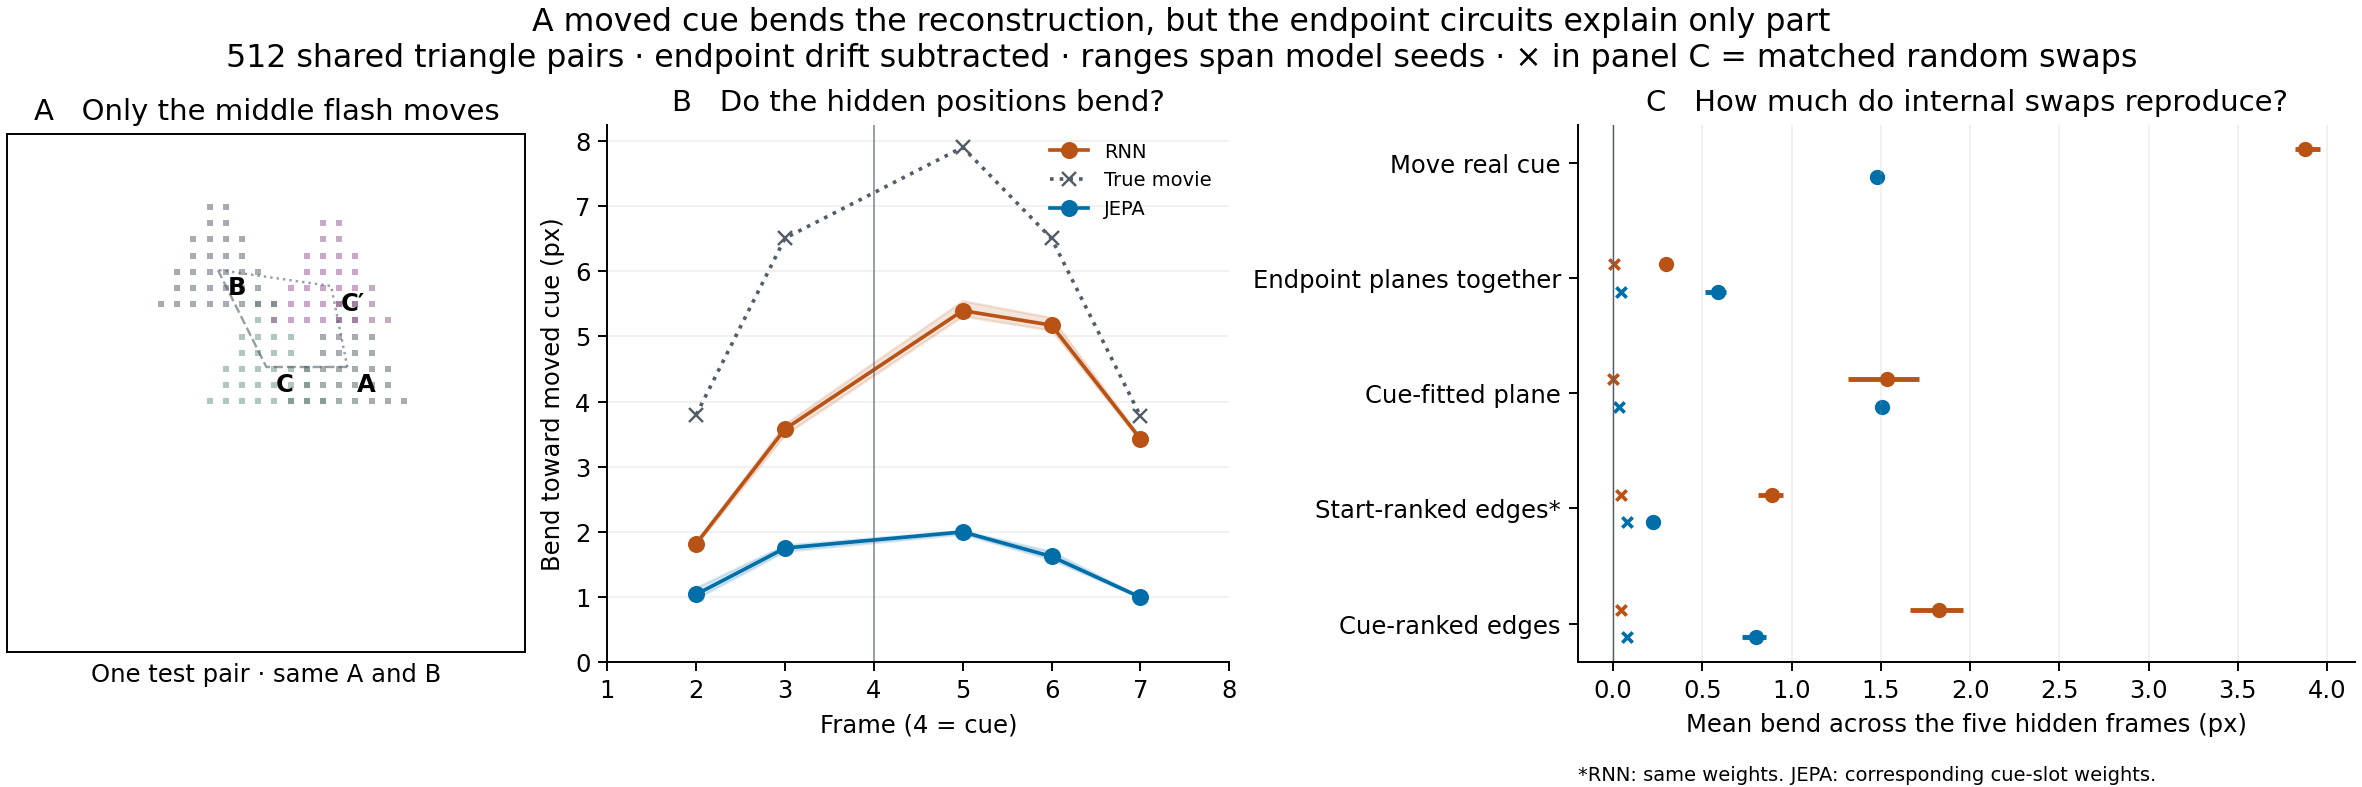 A moved cue bends the reconstruction, but the endpoint circuits explain only part
512 shared triangle pairs · endpoint drift subtracted · ranges span model seeds · × in panel C = matched random swaps
A Only the middle flash moves
B
C′
C
A
One test pair · same A and B
B Do the hidden positions bend?
Bend toward moved cue (px)
8
7
6
5
4
3
2
1
0
RNN
True movie
JEPA
1 2 3 4 5 6 7 8
Frame (4 = cue)
C How much do internal swaps reproduce?
Move real cue
Endpoint planes together
Cue-fitted plane
Start-ranked edges*
Cue-ranked edges
0.0 0.5 1.0 1.5 2.0 2.5 3.0 3.5 4.0
Mean bend across the five hidden frames (px)
*RNN: same weights. JEPA: corresponding cue-slot weights.